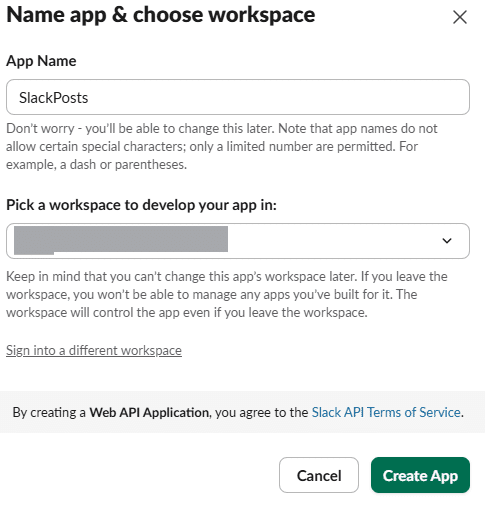 Name app & choose workspace
App Name
SlackPosts
Don't worry - you'll be able to change this later. Note that app names do not
allow certain special characters; only a limited number are permitted. For
example, a dash or parentheses.
Pick a workspace to develop your app in:
Keep in mind that you can't change this app's workspace later. If you leave the
workspace, you won't be able to manage any apps you've built for it. The
workspace will control the app even if you leave the workspace.
Sign into a different workspace
By creating a Web API Application, you agree to the Slack API Terms of Service.
Cancel
Create App